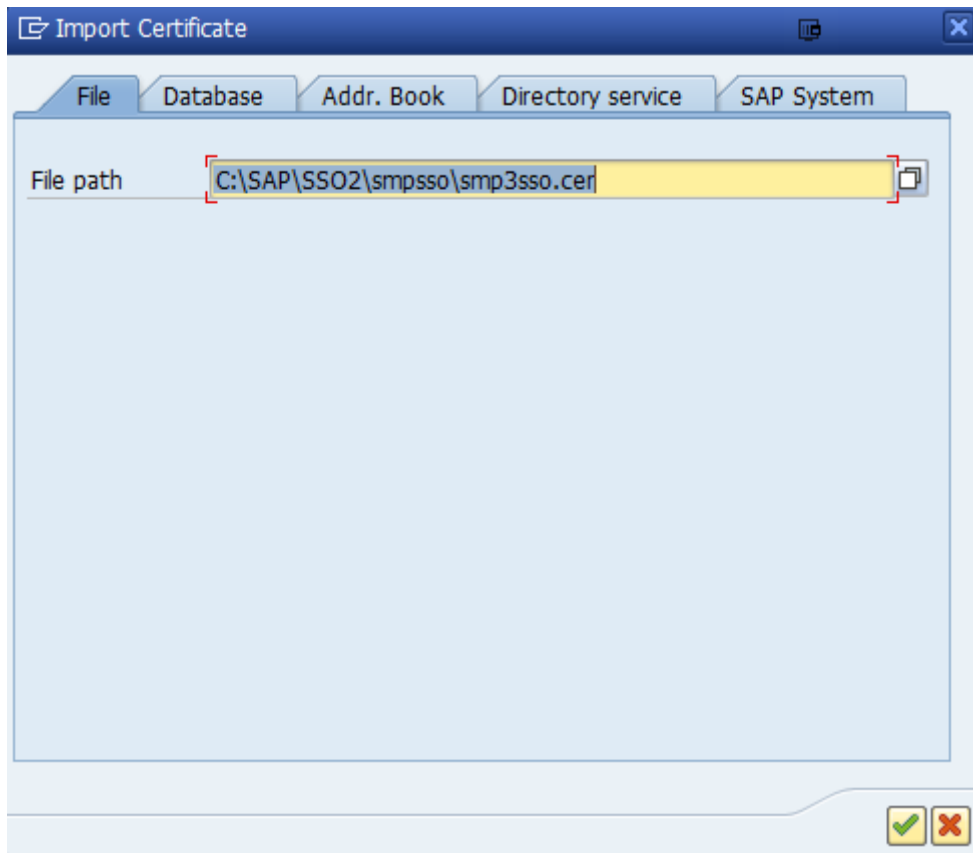 Import Certificate
File Database Addr. Book Directory service SAP System
File path C:\SAP\SSO2\smpsso\smp3sso.cer